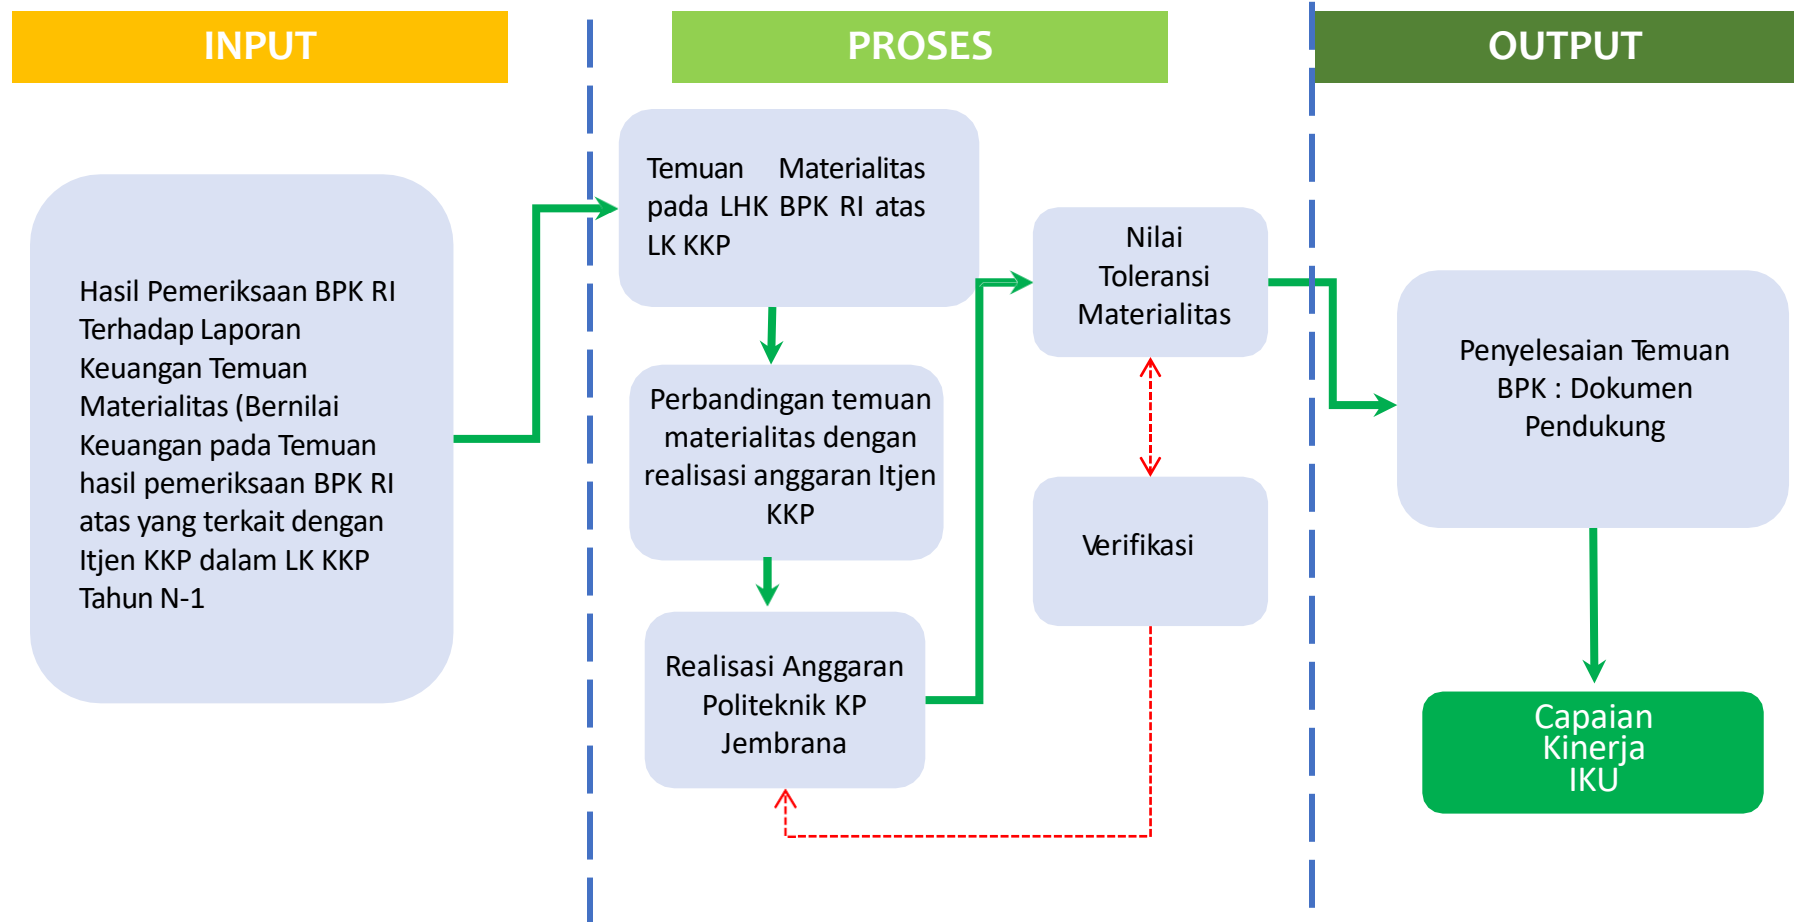 INPUT
PROSES
OUTPUT
Hasil Pemeriksaan BPK RI
Terhadap Laporan
Keuangan Temuan
Materialitas (Bernilai
Keuangan pada Temuan
hasil pemeriksaan BPK RI
atas yang terkait dengan
Itjen KKP dalam LK KKP
Tahun N-1
Temuan Materialitas
pada LHK BPK RI atas
LK KKP
Perbandingan temuan
materialitas dengan
realisasi anggaran Itjen
KKP
Realisasi Anggaran
Politeknik KP
Jembrana
Nilai
Toleransi
Materialitas
Verifikasi
Penyelesaian Temuan
BPK : Dokumen
Pendukung
Capaian
Kinerja
IKU